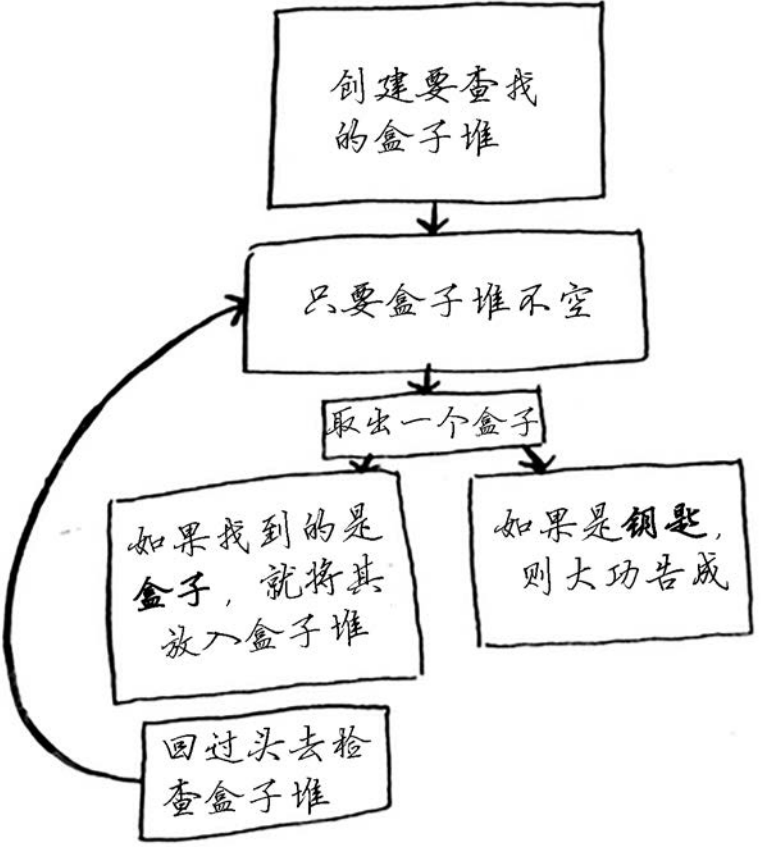 创建要查找
的盒子堆
只要盒子堆不空
取出一个盒子
如果找到的是
盒子，就将其
放入盒子堆
如果是钥匙，
则大功告成
回过头去检
查盒子堆